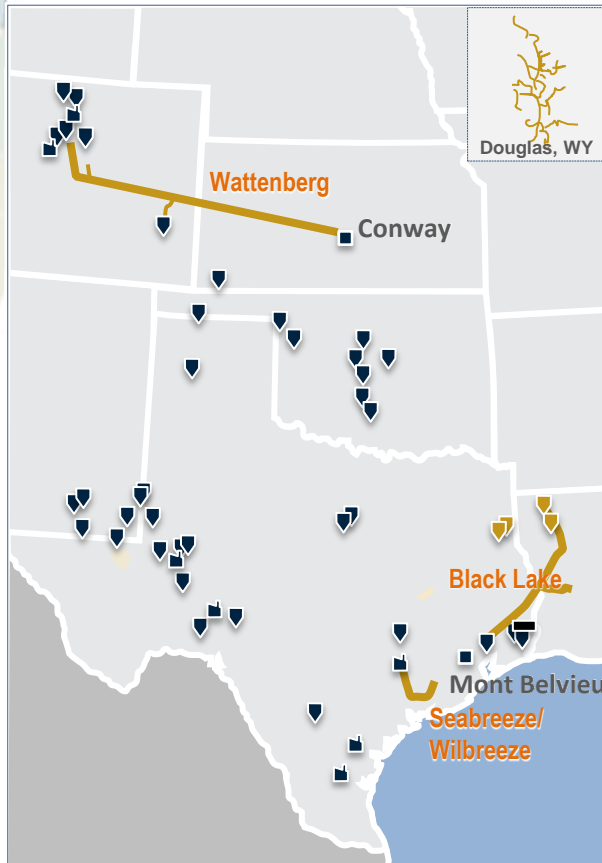 Douglas, WY
Wattenberg
Conway
Black Lake
Mont Belvieu
Seabreeze/
Wilbreeze